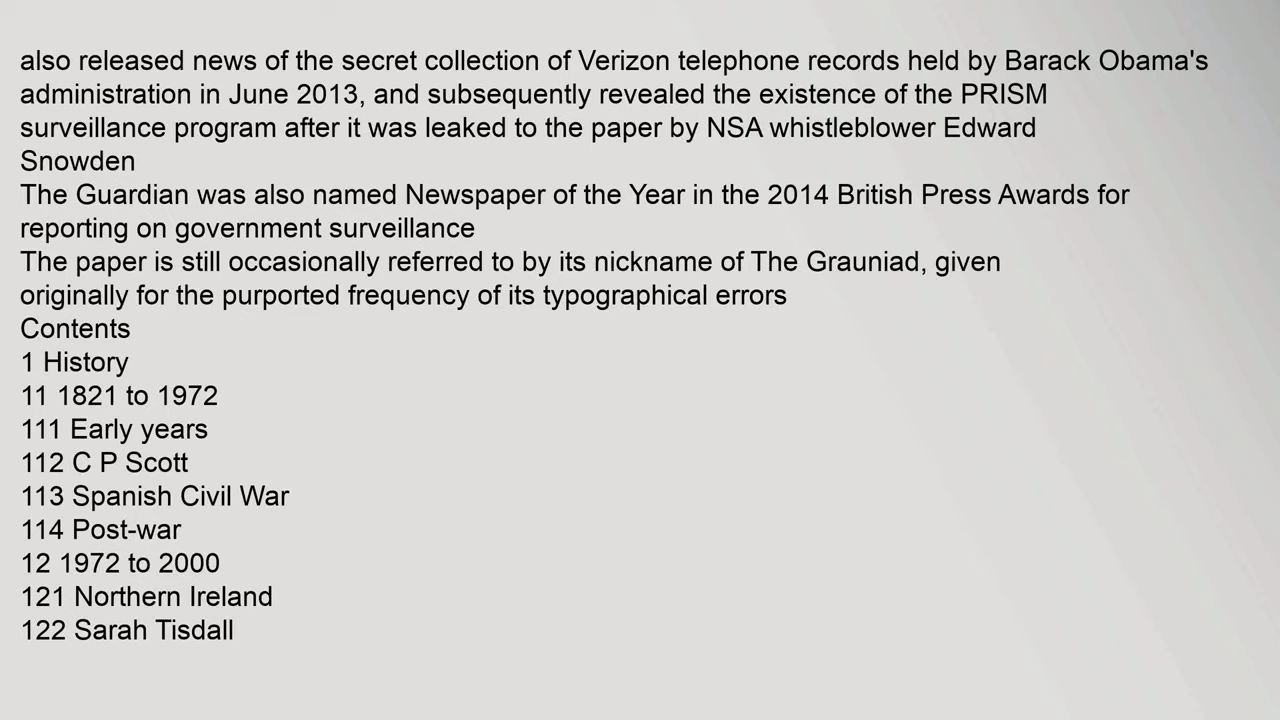 also released news of the secret collection of Verizon telephone records held by Barack Obama's
administration in June 2013, and subsequently revealed the existence of the PRISM
surveillance program after it was leaked to the paper by NSA whistleblower Edward
Snowden
The Guardian was also named Newspaper of the Year in the 2014 British Press Awards for
reporting on government surveillance
The paper is still occasionally referred to by its nickname of The Grauniad, given
originally for the purported frequency of its typographical errors
Contents
1 History
11 1821 to 1972
111 Early years
112 C P Scott
113 Spanish Civil War
114 Post-war
12 1972 to 2000
121 Northern Ireland
122 Sarah Tisdall